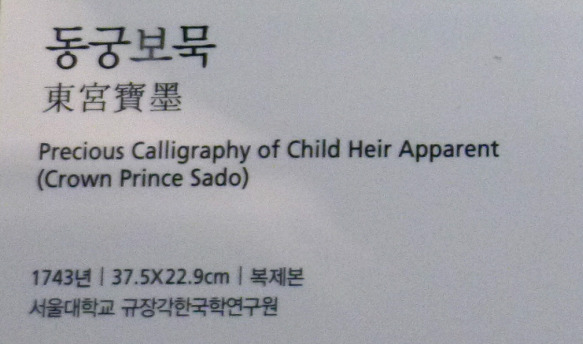 동궁보묵
東宮寶墨
Precious Calligraphy of Child Heir Apparent
(Crown Prince Sado)
1743년 | 37.5X22.9cm | 복제본
서울대학교 규장각한국학연구원